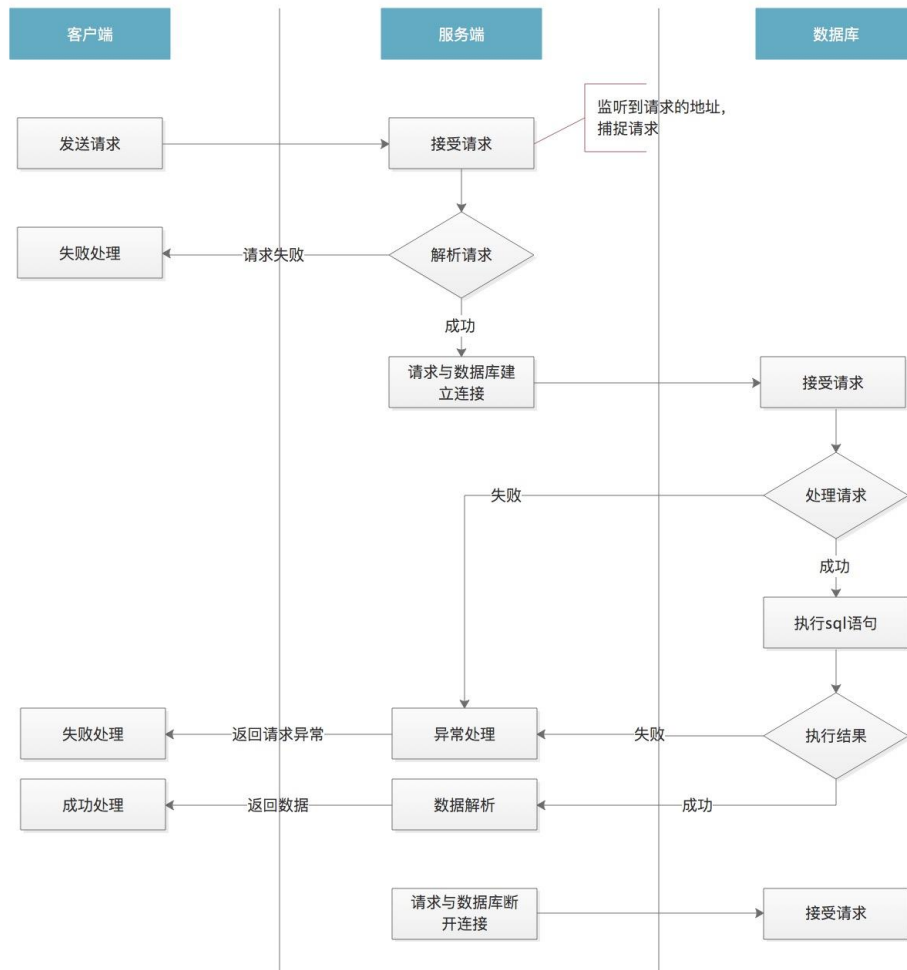 客户端
服务端
数据库
监听到请求的地址，
捕捉请求
发送请求
接受请求
失败处理
请求失败
解析请求
成功
请求与数据库建
立连接
接受请求
失败
处理请求
成功
执行sql语句
失败处理
返回请求异常
异常处理
失败
执行结果
成功处理
返回数据
数据解析
成功
请求与数据库断
开连接
接受请求